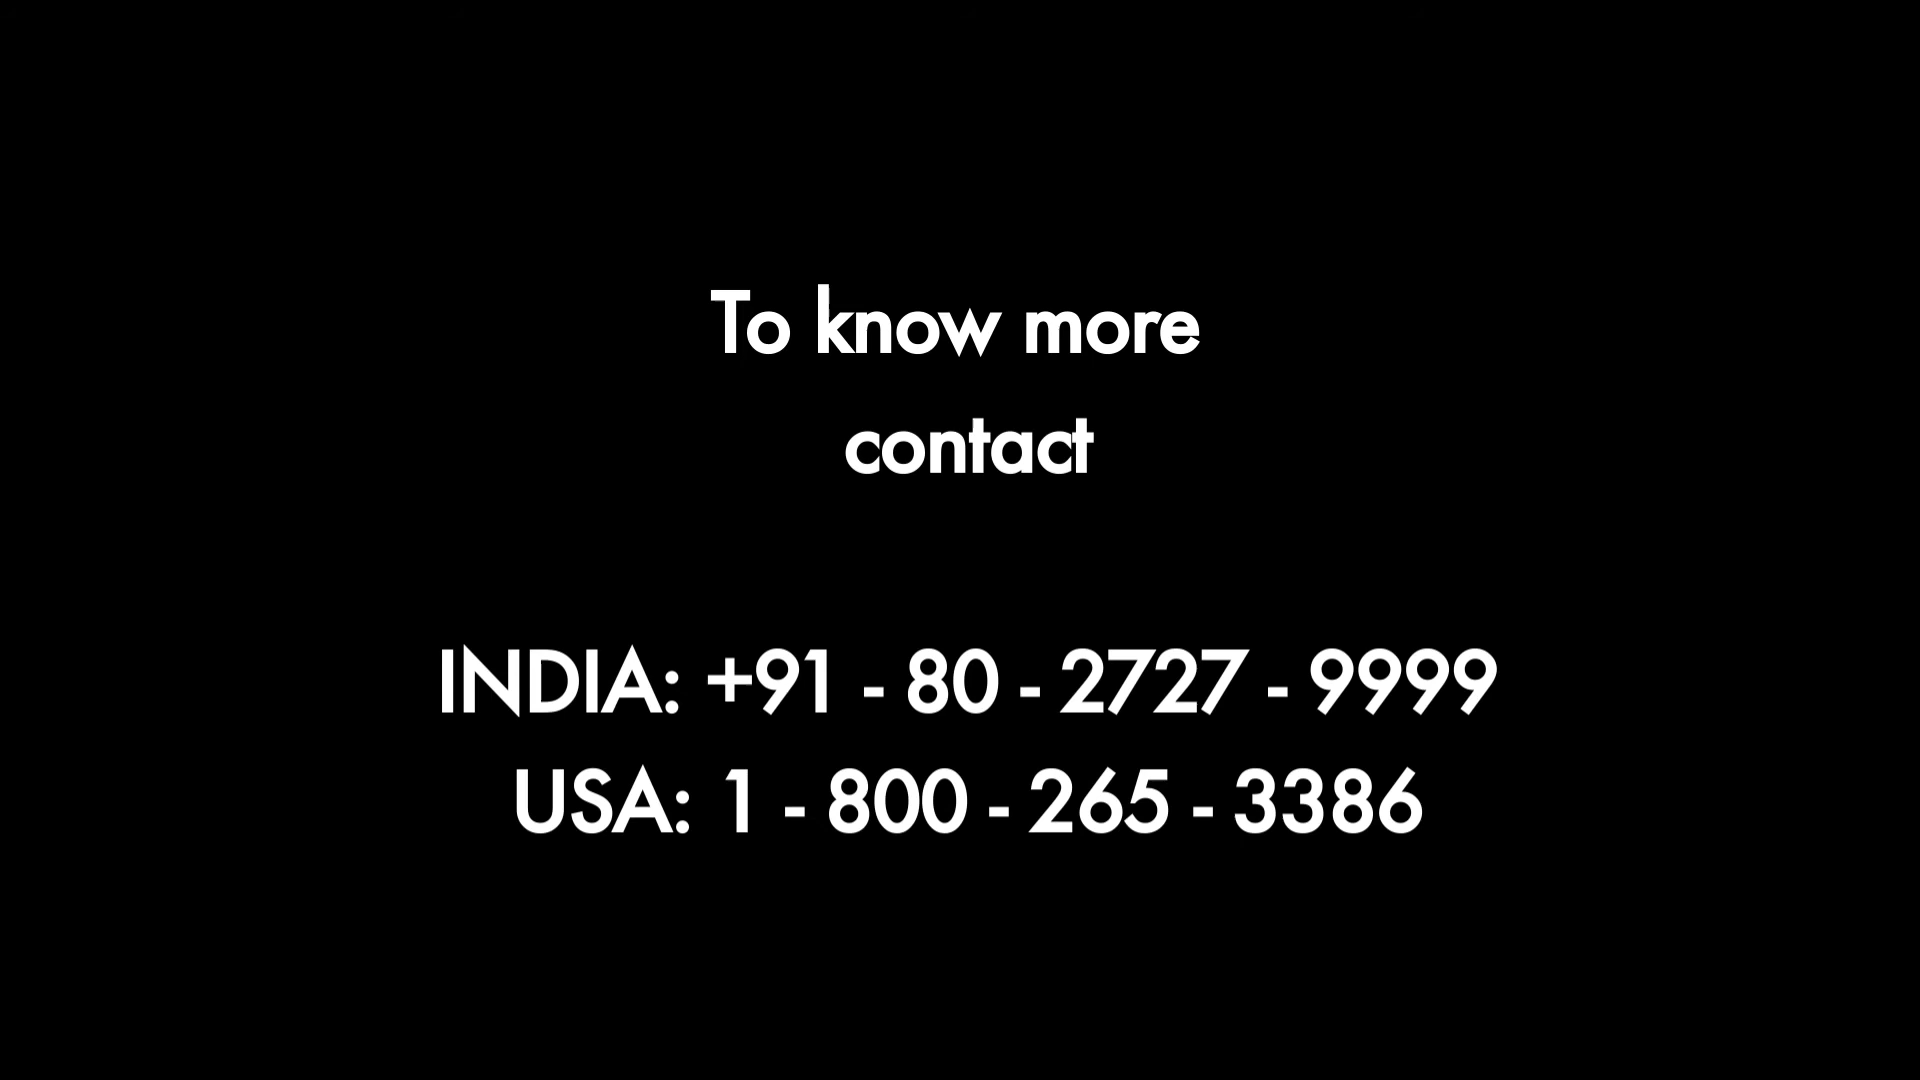 To know more
contact
INDIA: +91 - 80 - 2727 - 9999
USA: 1 - 800 - 265 - 3386